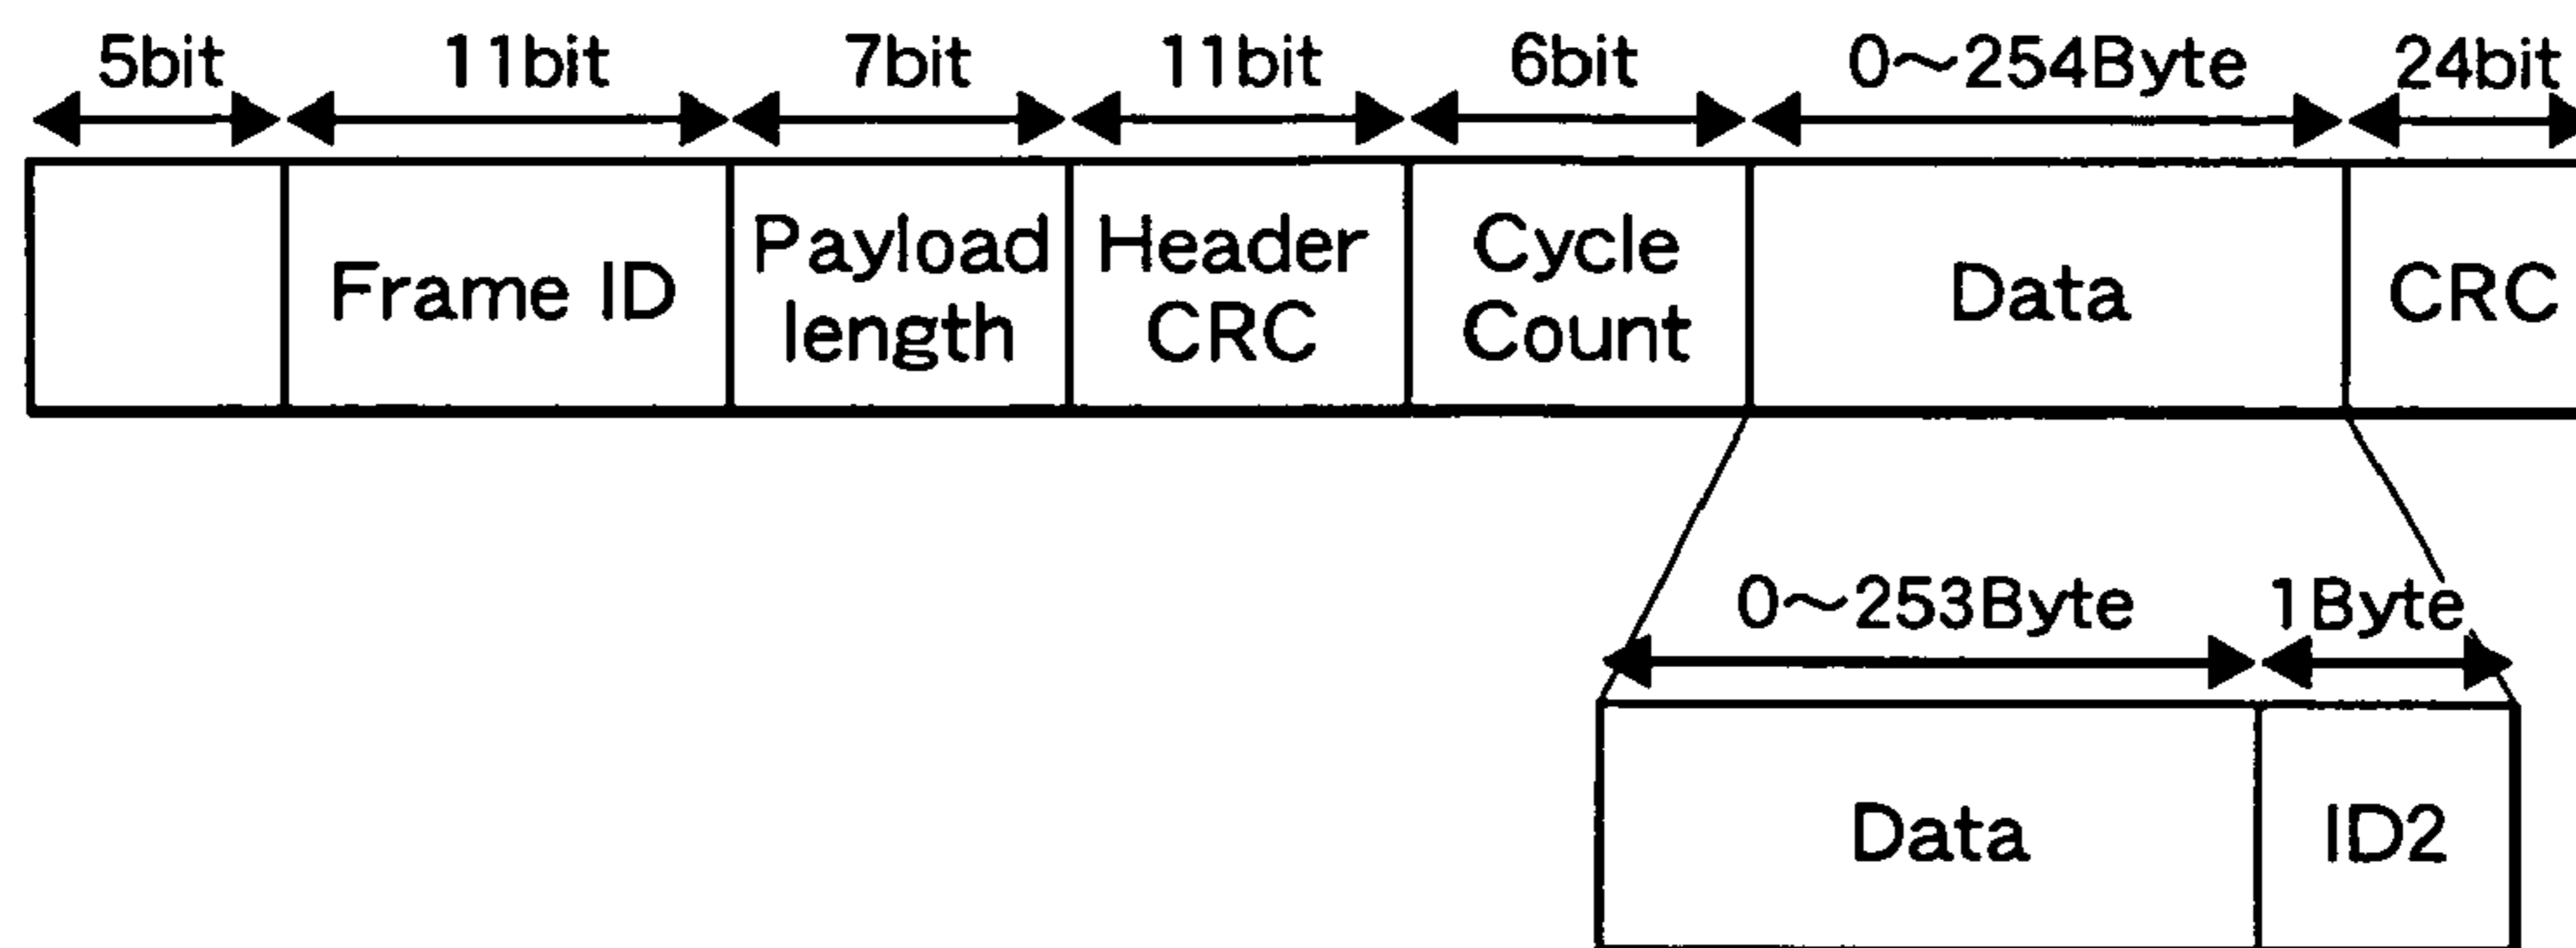 5bit 11bit 7bit 11bit 6bit 0~254Byte 24bit
Frame ID
Payload
length
Header
CRC
Cycle
Count
Data
CRC
0~253Byte 1Byte
Data
ID2